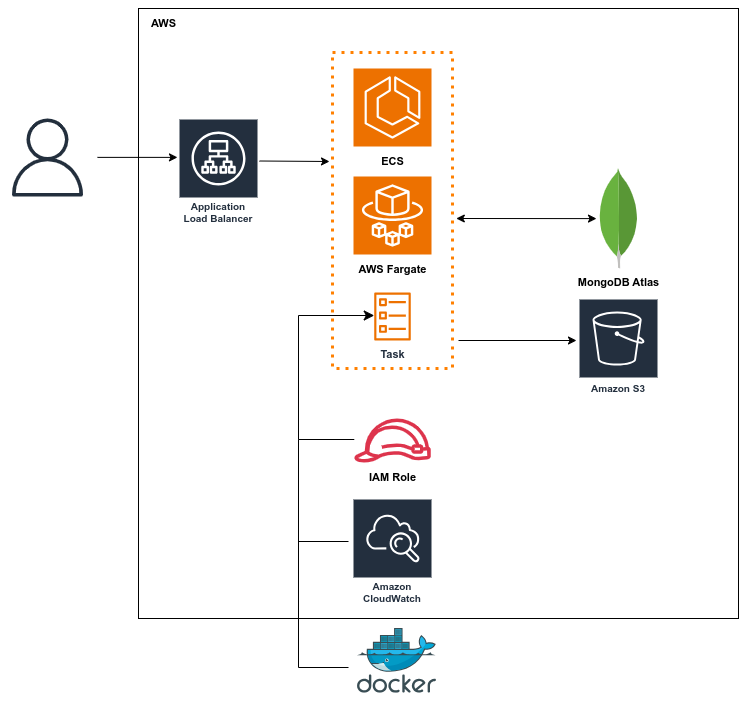 AWS
ECS
Application
Load Balancer
AWS Fargate
MongoDB Atlas
Task
Amazon S3
IAM Role
Amazon
CloudWatch
docker